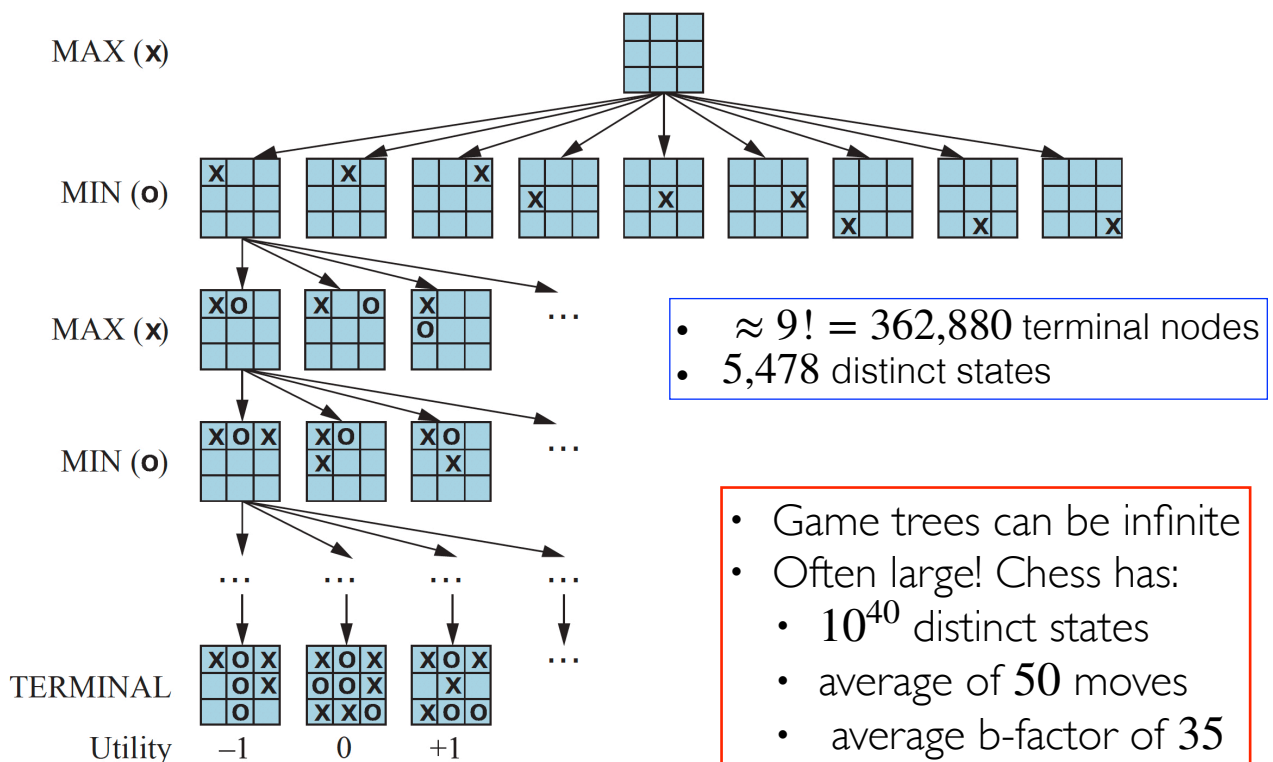 MAX (x)
X X X X X X X X X
MIN (o)
X O X O X O ...
MAX (x)
• ≈ 9! = 362,880 terminal nodes
• 5,478 distinct states
X O X X O X X O X ...
MIN (o)
• Game trees can be infinite
• Often large! Chess has:
• 10^40 distinct states
• average of 50 moves
• average b-factor of 35
... ... ... ...
X O X X O X X O X ...
TERMINAL O X O O X X
O X X O X O O
Utility –1 0 +1